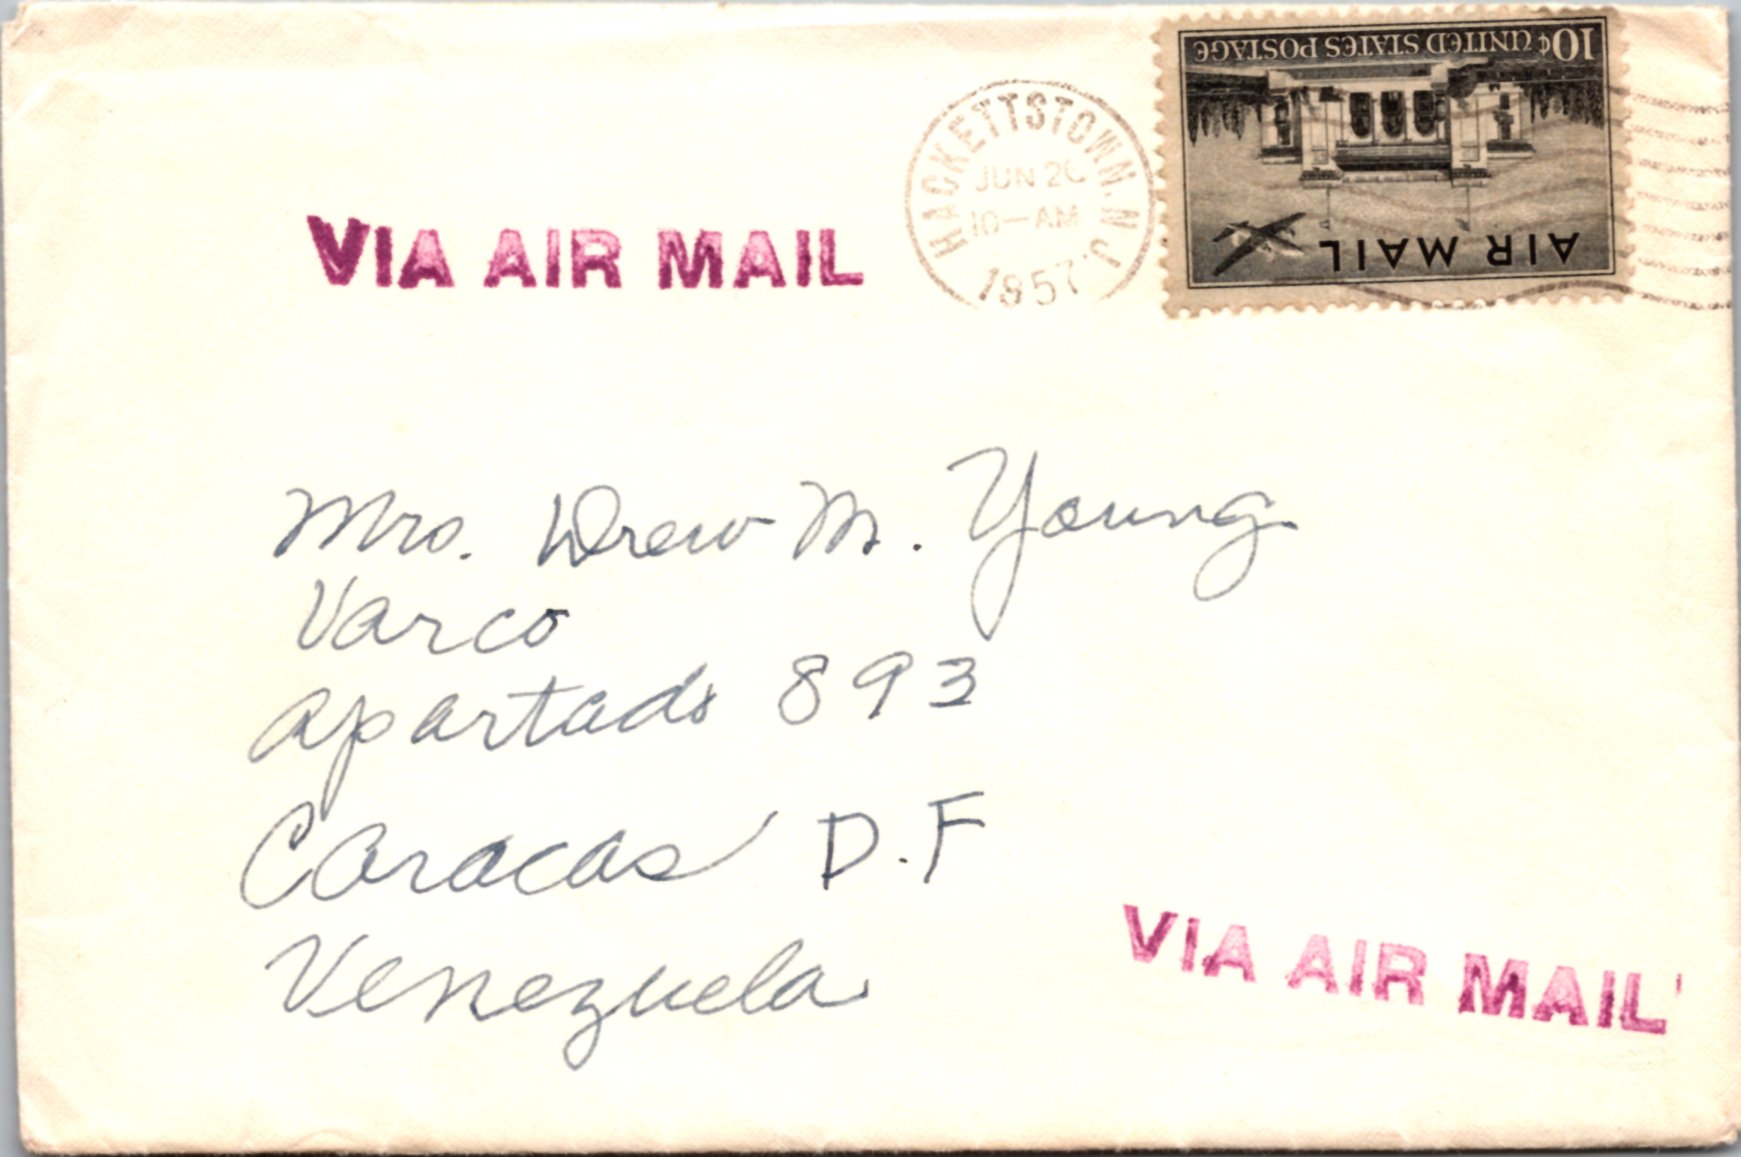 VIA AIR MAIL
HACKETTSTOWN. N.J.
JUN 20
10—AM
1957
10¢ UNITED STATES POSTAGE
AIR MAIL
Mrs. Drew M. Young
Varco
Apartado 893
Caracas D.F
Venezuela
VIA AIR MAIL